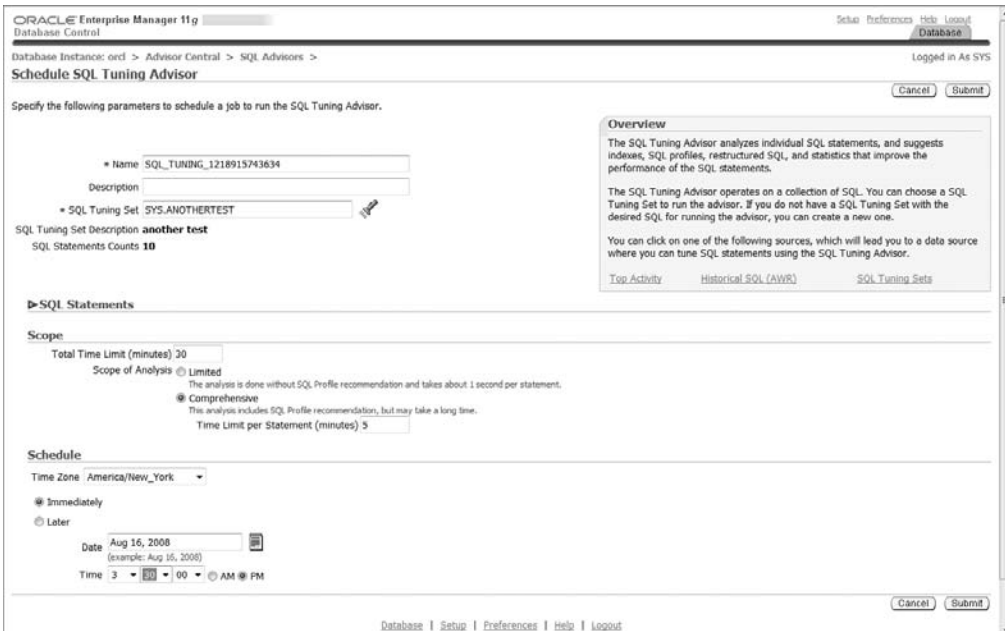 ORACLE Enterprise Manager 11g
Database Control
Setup Preferences Help Logout
Database
Database Instance: orcl > Advisor Central > SQL Advisors >
Logged in As SYS
Schedule SQL Tuning Advisor
Cancel Submit
Specify the following parameters to schedule a job to run the SQL Tuning Advisor.
* Name SQL_TUNING_1218915743634
Description
* SQL Tuning Set SYS.ANOTHERTEST
SQL Tuning Set Description another test
SQL Statements Counts 10
Overview
The SQL Tuning Advisor analyzes individual SQL statements, and suggests
indexes, SQL profiles, restructured SQL, and statistics that improve the
performance of the SQL statements.
The SQL Tuning Advisor operates on a collection of SQL. You can choose a SQL
Tuning Set to run the advisor. If you do not have a SQL Tuning Set with the
desired SQL for running the advisor, you can create a new one.
You can click on one of the following sources, which will lead you to a data source
where you can tune SQL statements using the SQL Tuning Advisor.
Top Activity Historical SQL (AWR) SQL Tuning Sets
SQL Statements
Scope
Total Time Limit (minutes) 30
Scope of Analysis Limited
The analysis is done without SQL Profile recommendation and takes about 1 second per statement.
Comprehensive
This analysis includes SQL Profile recommendation, but may take a long time.
Time Limit per Statement (minutes) 5
Schedule
Time Zone America/New_York
Immediately
Later
Date Aug 16, 2008
(example: Aug 16, 2008)
Time 3 30 00 AM PM
Cancel Submit
Database | Setup | Preferences | Help | Logout